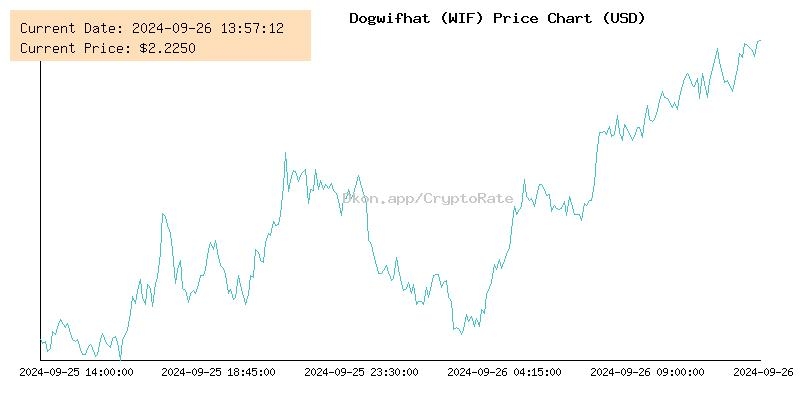 Dogwifhat (WIF) Price Chart (USD)
Current Date: 2024-09-26 13:57:12
Current Price: $2.2250
Dkon.app/CryptoRate
2024-09-25 14:00:00 2024-09-25 18:45:00 2024-09-25 23:30:00 2024-09-26 04:15:00 2024-09-26 09:00:00 2024-09-26